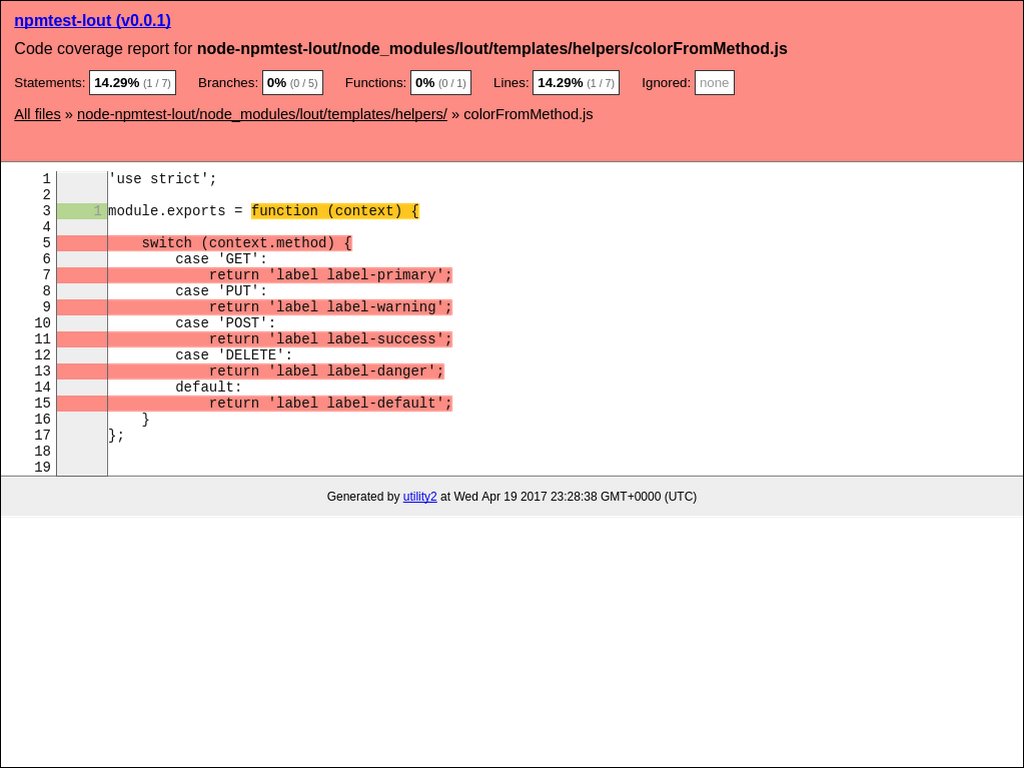 npmtest-lout (v0.0.1)
Code coverage report for node-npmtest-lout/node_modules/lout/templates/helpers/colorFromMethod.js
Statements: 14.29% (1 / 7) Branches: 0% (0 / 5) Functions: 0% (0 / 1) Lines: 14.29% (1 / 7) Ignored: none
All files » node-npmtest-lout/node_modules/lout/templates/helpers/ » colorFromMethod.js
1 'use strict';
2
3 1 module.exports = function (context) {
4
5     switch (context.method) {
6         case 'GET':
7             return 'label label-primary';
8         case 'PUT':
9             return 'label label-warning';
10         case 'POST':
11             return 'label label-success';
12         case 'DELETE':
13             return 'label label-danger';
14         default:
15             return 'label label-default';
16     }
17 };
18
19
Generated by utility2 at Wed Apr 19 2017 23:28:38 GMT+0000 (UTC)